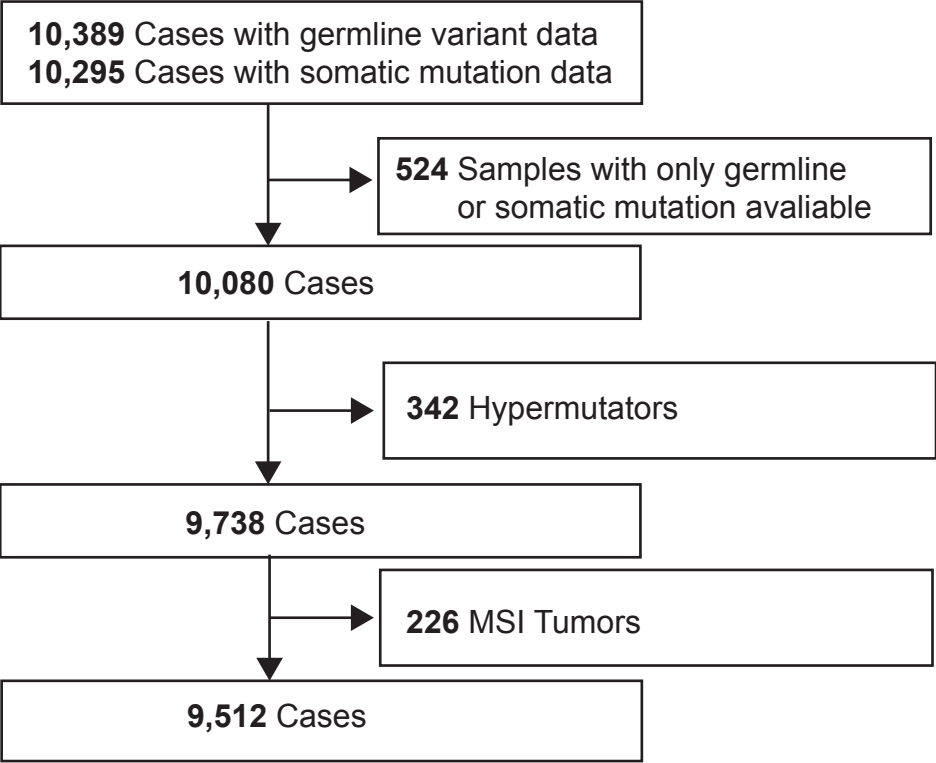 10,389 Cases with germline variant data
10,295 Cases with somatic mutation data
524 Samples with only germline
or somatic mutation avaliable
10,080 Cases
342 Hypermutators
9,738 Cases
226 MSI Tumors
9,512 Cases